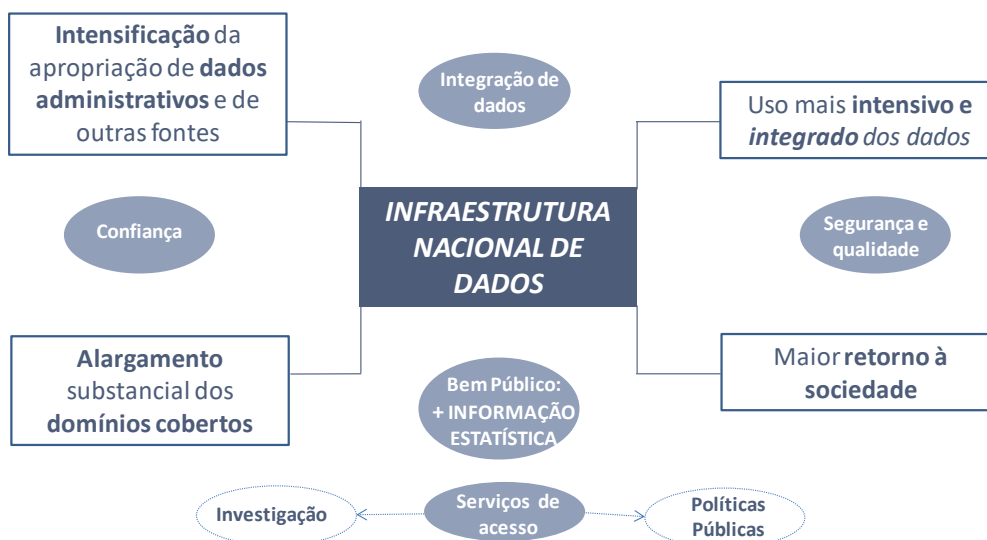 Intensificação da
apropriação de dados
administrativos e de
outras fontes
Integração de
dados
Uso mais intensivo e
integrado dos dados
Confiança
INFRAESTRUTURA
NACIONAL DE
DADOS
Segurança e
qualidade
Alargamento
substancial dos
domínios cobertos
Bem Público:
+ INFORMAÇÃO
ESTATÍSTICA
Maior retorno à
sociedade
Investigação
Serviços de
acesso
Políticas
Públicas